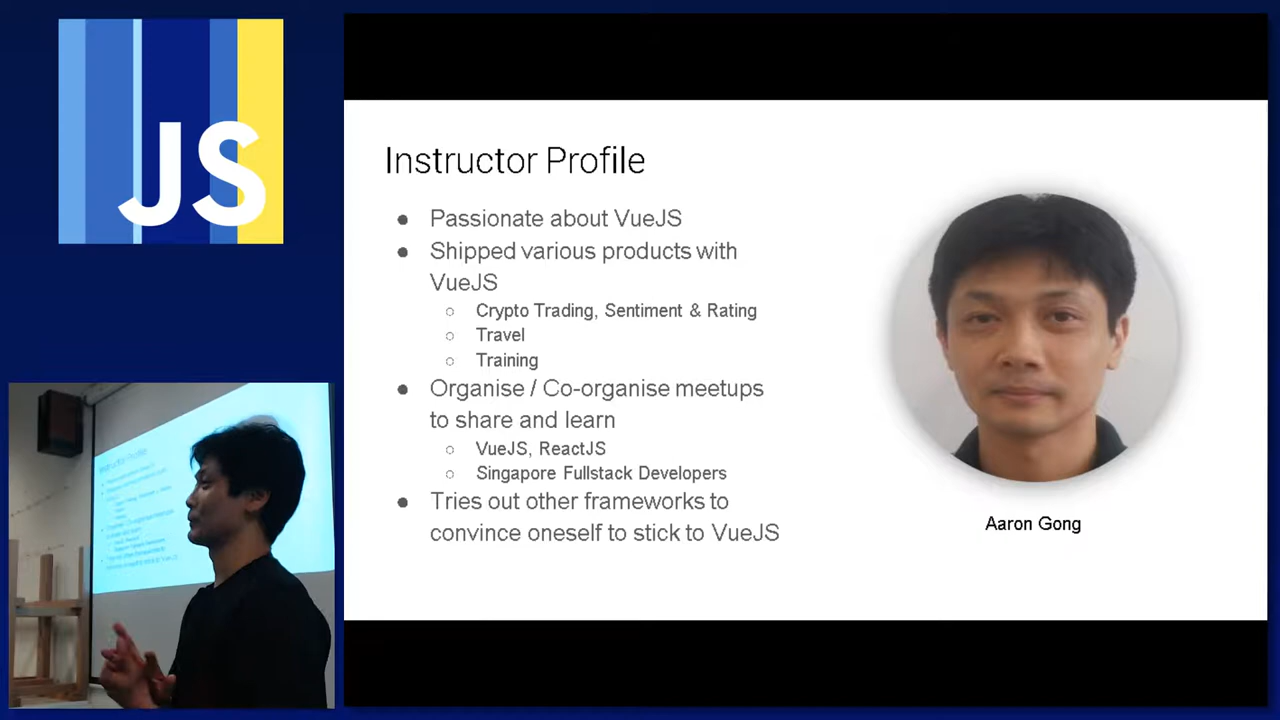 JS
Instructor Profile
● Passionate about VueJS
● Shipped various products with
VueJS
○ Crypto Trading, Sentiment & Rating
○ Travel
○ Training
● Organise / Co-organise meetups
to share and learn
○ VueJS, ReactJS
○ Singapore Fullstack Developers
● Tries out other frameworks to
convince oneself to stick to VueJS
Aaron Gong
Instructor Profile